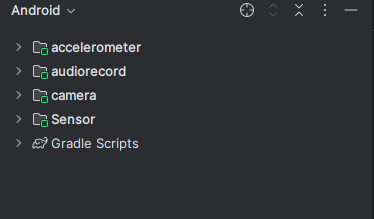 Android
accelerometer
audiorecord
camera
Sensor
Gradle Scripts